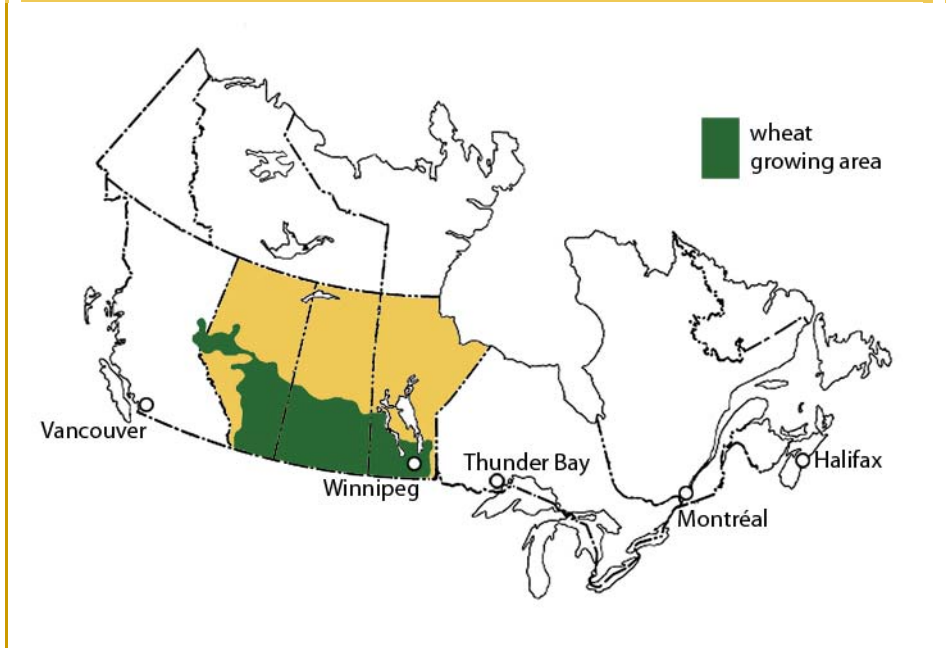 wheat
growing area
Vancouver
Winnipeg
Thunder Bay
Halifax
Montréal